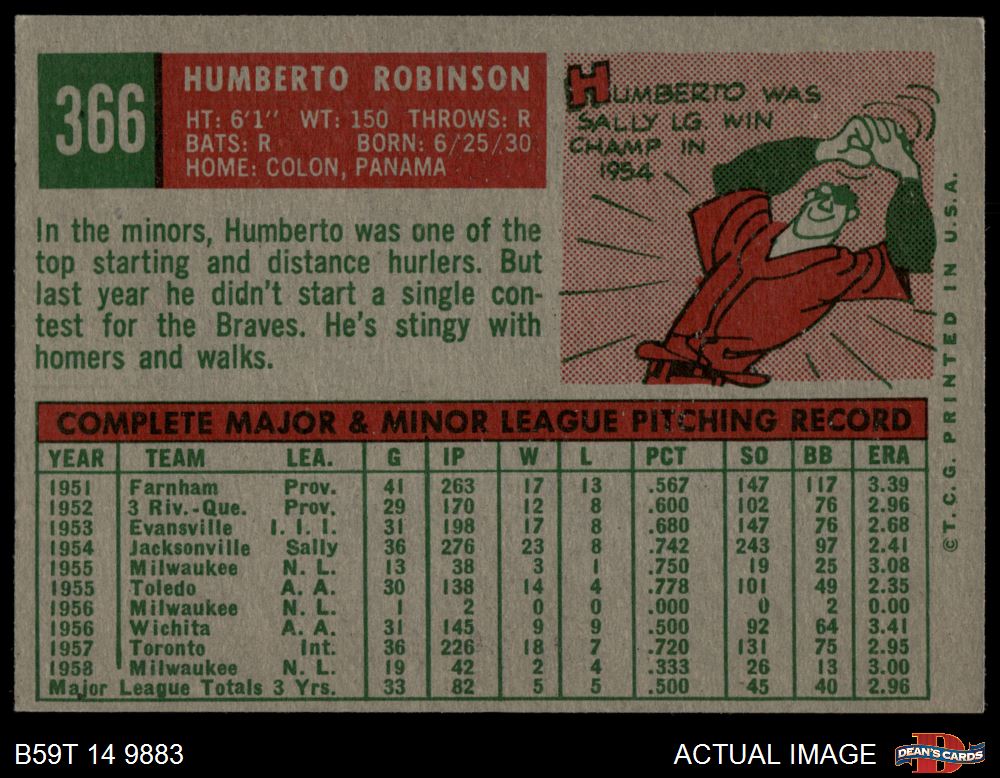 366
HUMBERTO ROBINSON
HT: 6'1" WT: 150 THROWS: R
BATS: R BORN: 6/25/30
HOME: COLON, PANAMA
HUMBERTO WAS
SALLY LG. WIN
CHAMP IN
1954
In the minors, Humberto was one of the
top starting and distance hurlers. But
last year he didn't start a single con-
test for the Braves. He's stingy with
homers and walks.
COMPLETE MAJOR & MINOR LEAGUE PITCHING RECORD
YEAR TEAM LEA. G IP W L PCT SO BB ERA
1951 Farnham Prov. 41 263 17 13 .567 147 117 3.39
1952 3 Riv.-Que. Prov. 29 170 12 8 .600 102 76 2.96
1953 Evansville I. I. I. 31 198 17 8 .680 147 76 2.68
1954 Jacksonville Sally 36 276 23 8 .742 243 97 2.41
1955 Milwaukee N. L. 13 38 3 1 .750 19 25 3.08
1955 Toledo A. A. 30 138 14 4 .778 101 49 2.35
1956 Milwaukee N. L. 1 2 0 0 .000 0 2 0.00
1956 Wichita A. A. 31 145 9 9 .500 92 64 3.41
1957 Toronto Int. 36 226 18 7 .720 131 75 2.95
1958 Milwaukee N. L. 19 42 2 4 .333 26 13 3.00
Major League Totals 3 Yrs. 33 82 5 5 .500 45 40 2.96
©T. C. G. PRINTED IN U.S.A.
B59T 14 9883
ACTUAL IMAGE
DEAN'S CARDS